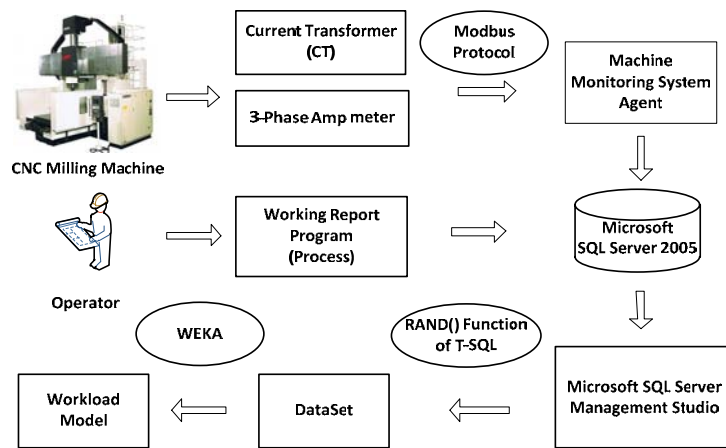 Current Transformer
(CT)
Modbus
Protocol
Machine
Monitoring System
Agent
3-Phase Amp meter
CNC Milling Machine
Working Report
Program
(Process)
Microsoft
SQL Server 2005
Operator
WEKA
RAND() Function
of T-SQL
Workload
Model
DataSet
Microsoft SQL Server
Management Studio